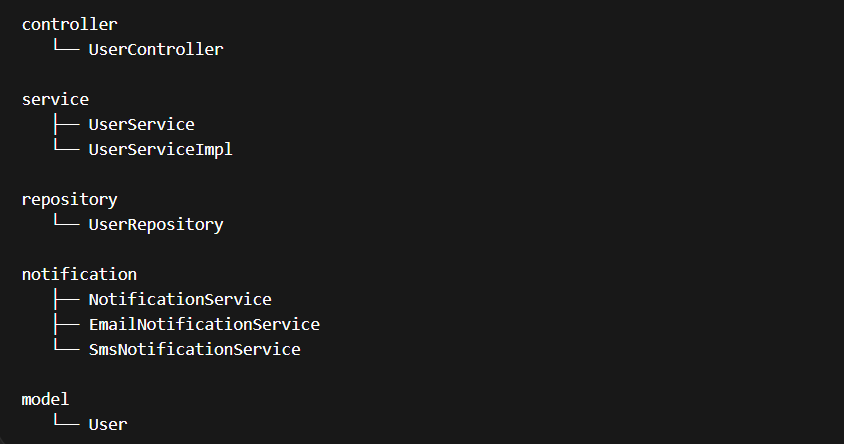 controller
   └── UserController
service
   ├── UserService
   └── UserServiceImpl
repository
   └── UserRepository
notification
   ├── NotificationService
   ├── EmailNotificationService
   └── SmsNotificationService
model
   └── User